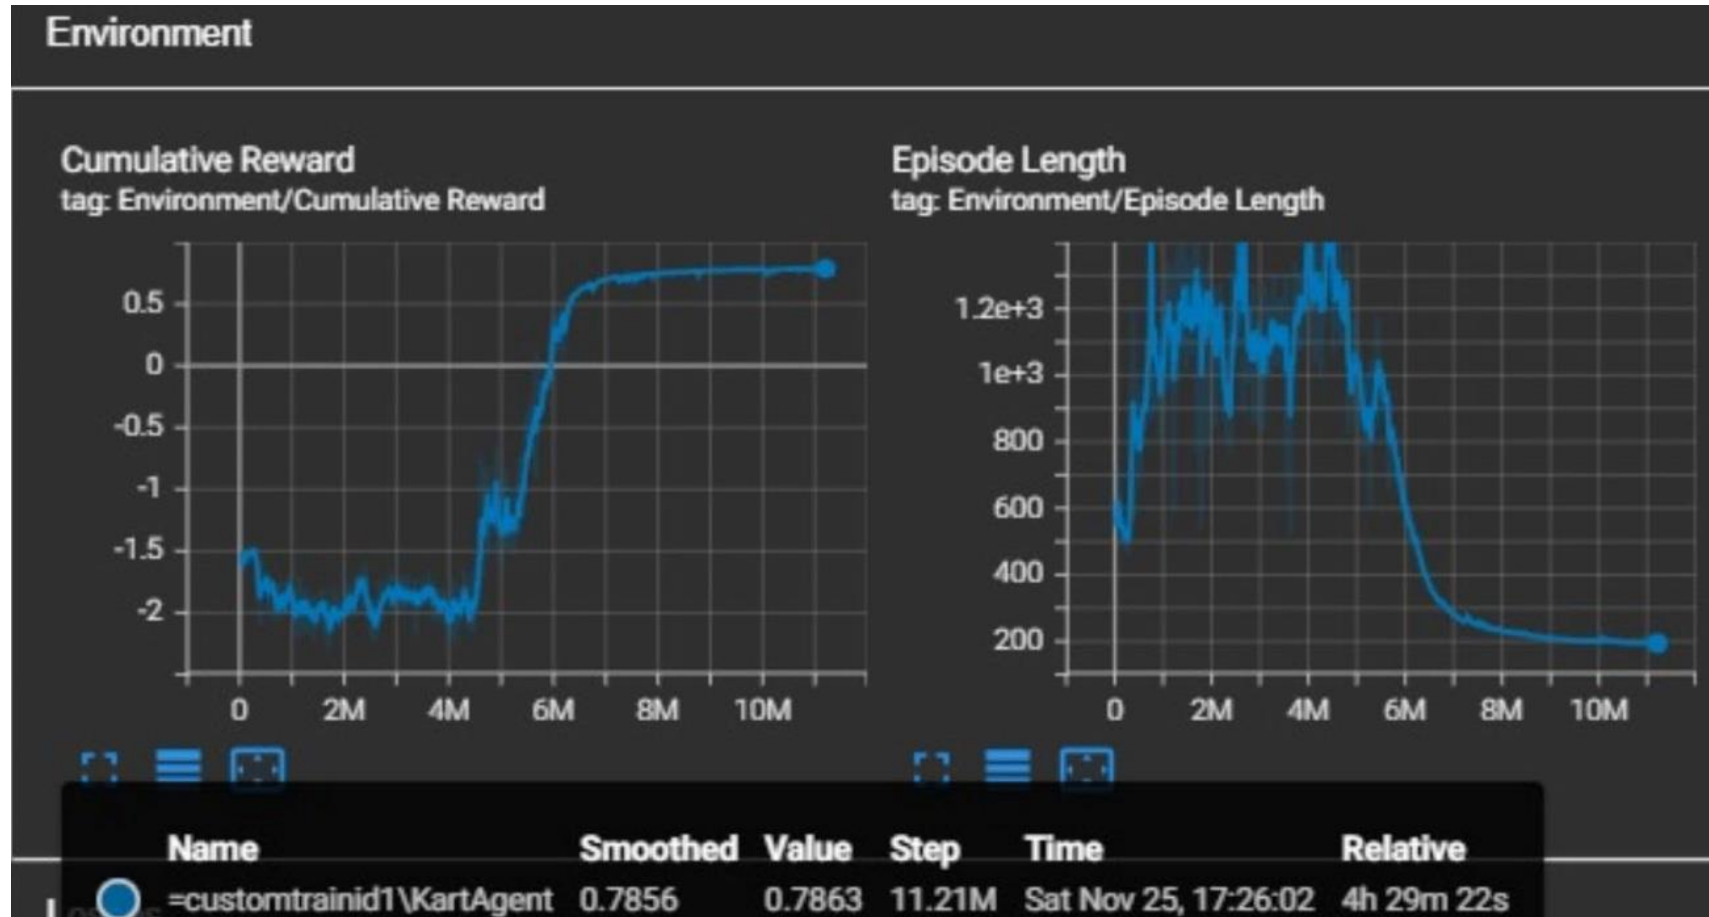 Environment
Cumulative Reward
tag: Environment/Cumulative Reward
0.5
0
-0.5
-1
-1.5
-2
0 2M 4M 6M 8M 10M
Episode Length
tag: Environment/Episode Length
1.2e+3
1e+3
800
600
400
200
0 2M 4M 6M 8M 10M
Name Smoothed Value Step Time Relative
=customtrainid1\KartAgent 0.7856 0.7863 11.21M Sat Nov 25, 17:26:02 4h 29m 22s